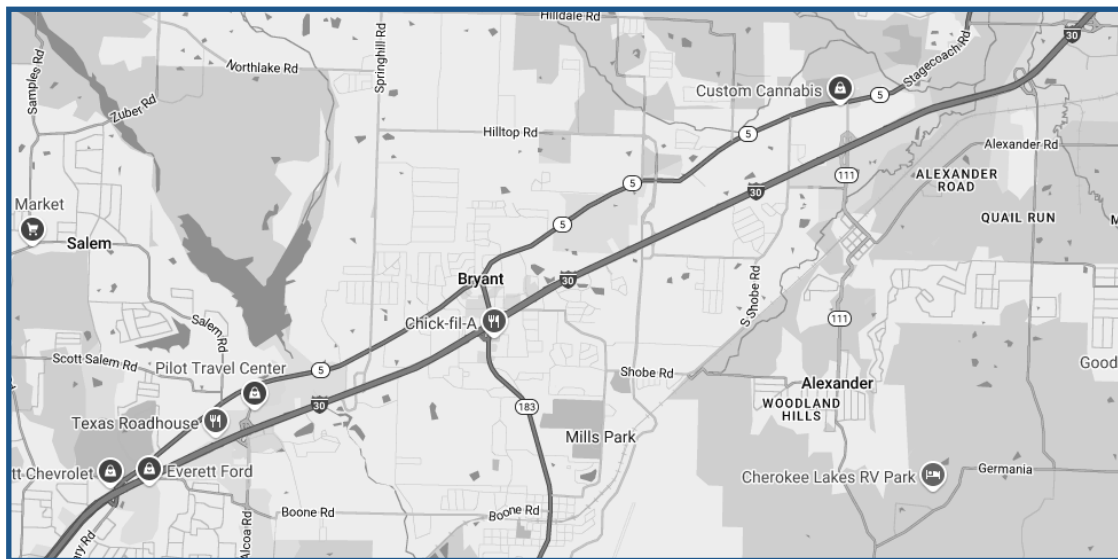 Hilldale Rd
30
Samples Rd
Northlake Rd
Springhill Rd
Stagecoach Rd
Zuber Rd
Custom Cannabis
5
5
Hilltop Rd
Alexander Rd
111
ALEXANDER
ROAD
5
30
Market
QUAIL RUN
M
5
Salem
Bryant
30
S Shobe Rd
Chick-fil-A
111
Salem Rd
Scott Salem Rd
Pilot Travel Center
5
Shobe Rd
Good
Alexander
30
WOODLAND
HILLS
183
Texas Roadhouse
Mills Park
tt Chevrolet
Everett Ford
Cherokee Lakes RV Park
Germania
Boone Rd
Boone Rd
Alcoa Rd
ary Rd